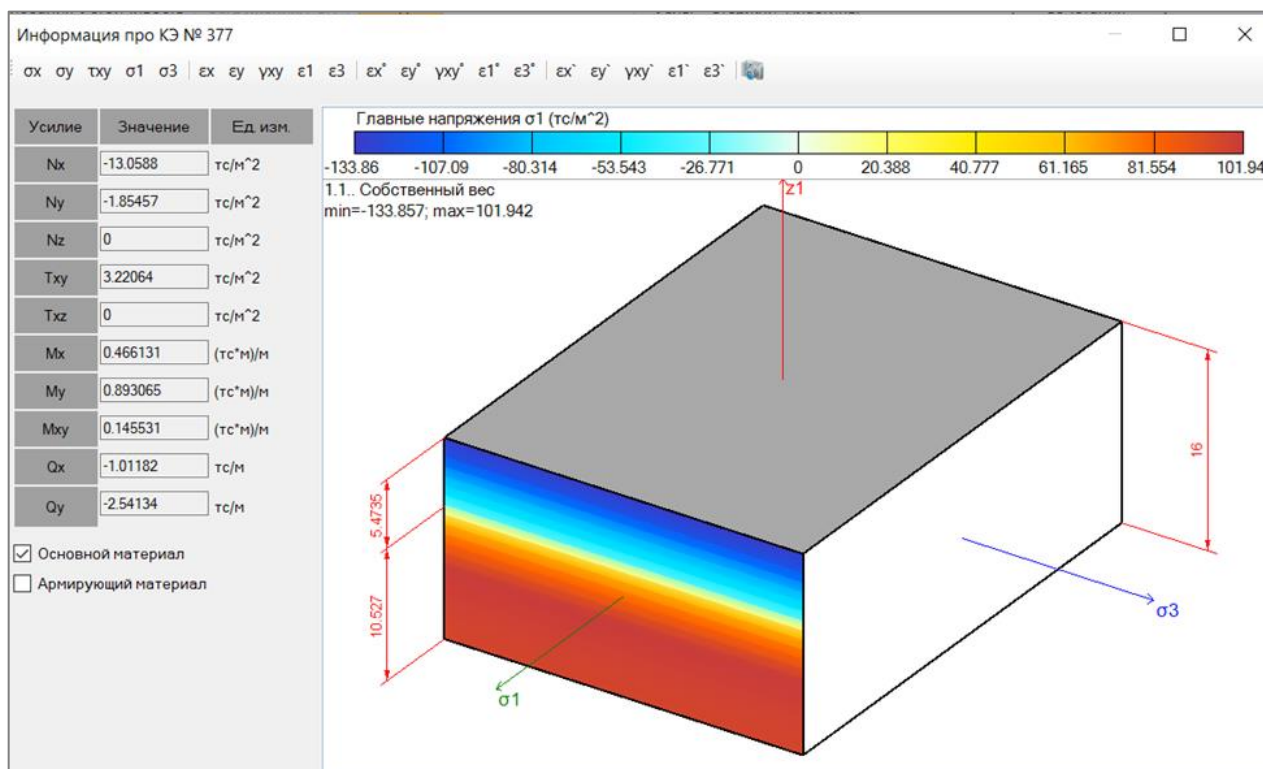 Информация про КЭ № 377
σx σy τxy σ1 σ3 εx εy γxy ε1 ε3 εx° εy° γxy° ε1° ε3° εx` εy` γxy` ε1` ε3`
Усилие Значение Ед. изм.
Nx -13.0588 тс/м^2
Ny -1.85457 тс/м^2
Nz 0 тс/м^2
Txy 3.22064 тс/м^2
Txz 0 тс/м^2
Mx 0.466131 (тс*м)/м
My 0.893065 (тс*м)/м
Mxy 0.145531 (тс*м)/м
Qx -1.01182 тс/м
Qy -2.54134 тс/м
Основной материал
Армирующий материал
Главные напряжения σ1 (тс/м^2)
-133.86 -107.09 -80.314 -53.543 -26.771 0 20.388 40.777 61.165 81.554 101.94
1.1.. Собственный вес
min=-133.857; max=101.942
z1
16
5.4735
10.527
σ3
σ1